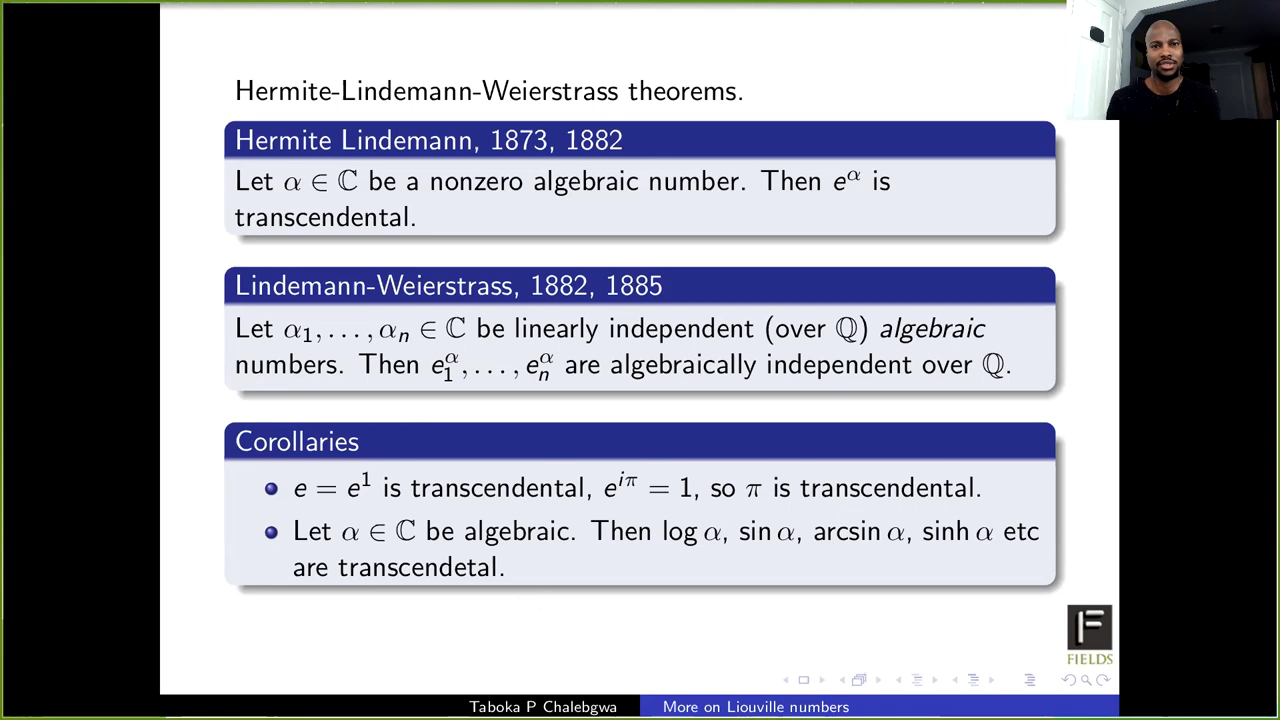 Hermite-Lindemann-Weierstrass theorems.
Hermite Lindemann, 1873, 1882
Let α ∈ ℂ be a nonzero algebraic number. Then e^α is
transcendental.
Lindemann-Weierstrass, 1882, 1885
Let α₁, . . . , αₙ ∈ ℂ be linearly independent (over ℚ) algebraic
numbers. Then e₁^α, . . . , eₙ^α are algebraically independent over ℚ.
Corollaries
e = e¹ is transcendental, e^{iπ} = 1, so π is transcendental.
Let α ∈ ℂ be algebraic. Then log α, sin α, arcsin α, sinh α etc
are transcendetal.
FIELDS
Taboka P Chalebgwa More on Liouville numbers